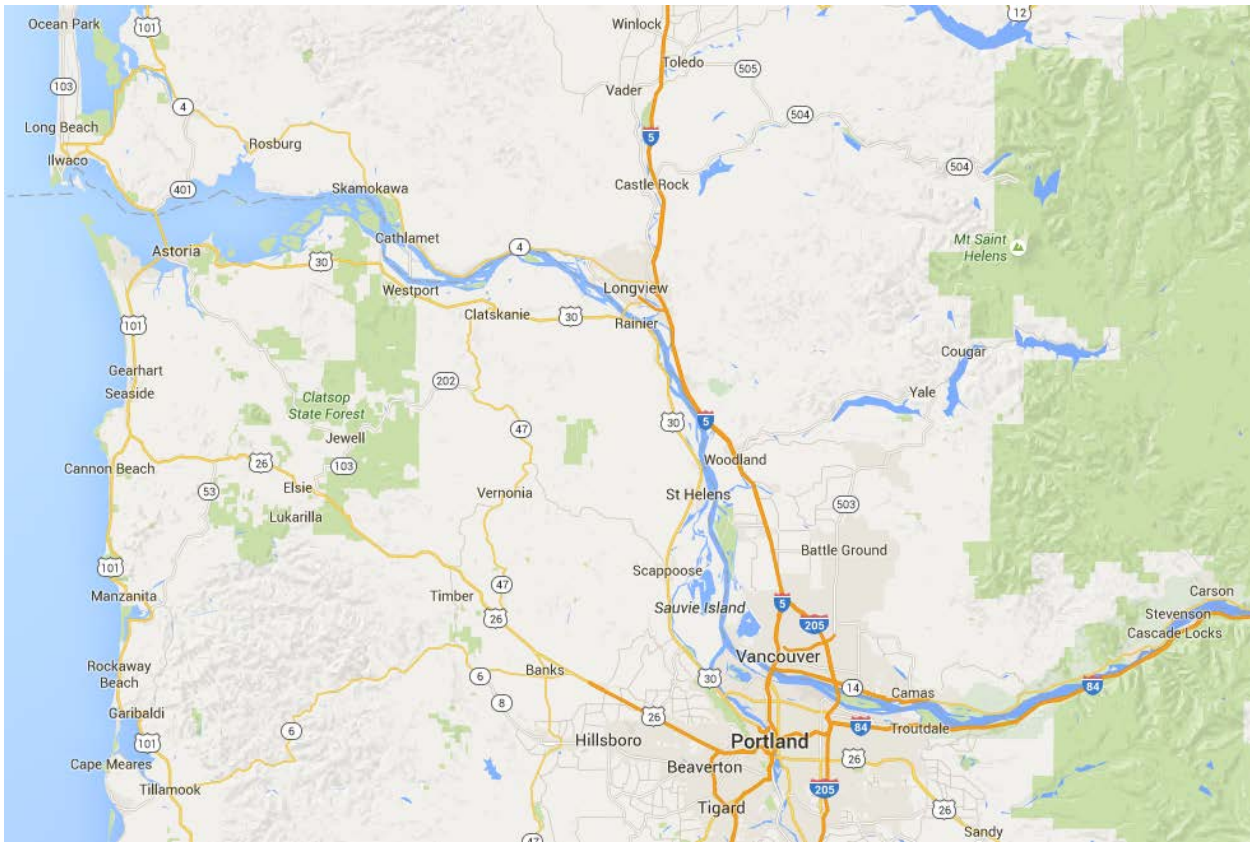 Ocean Park
101
Winlock
12
Toledo
505
103
Vader
4
504
Long Beach
5
Rosburg
Ilwaco
504
401
Skamokawa
Castle Rock
Astoria
Cathlamet
4
Mt Saint
Helens
30
Westport
Longview
Clatskanie
30
Rainier
101
Cougar
Gearhart
202
Yale
Seaside
Clatsop
State Forest
30
5
Jewell
47
Cannon Beach
26
103
Woodland
53
Elsie
Vernonia
St Helens
503
Lukarilla
Battle Ground
101
Scappoose
47
Manzanita
Timber
Sauvie Island
5
Carson
26
205
Stevenson
Cascade Locks
Rockaway
Beach
6
Banks
Vancouver
30
14
84
Garibaldi
8
26
Camas
101
6
Hillsboro
Portland
84
Troutdale
Cape Meares
Beaverton
26
Tillamook
205
Tigard
26
Sandy
47